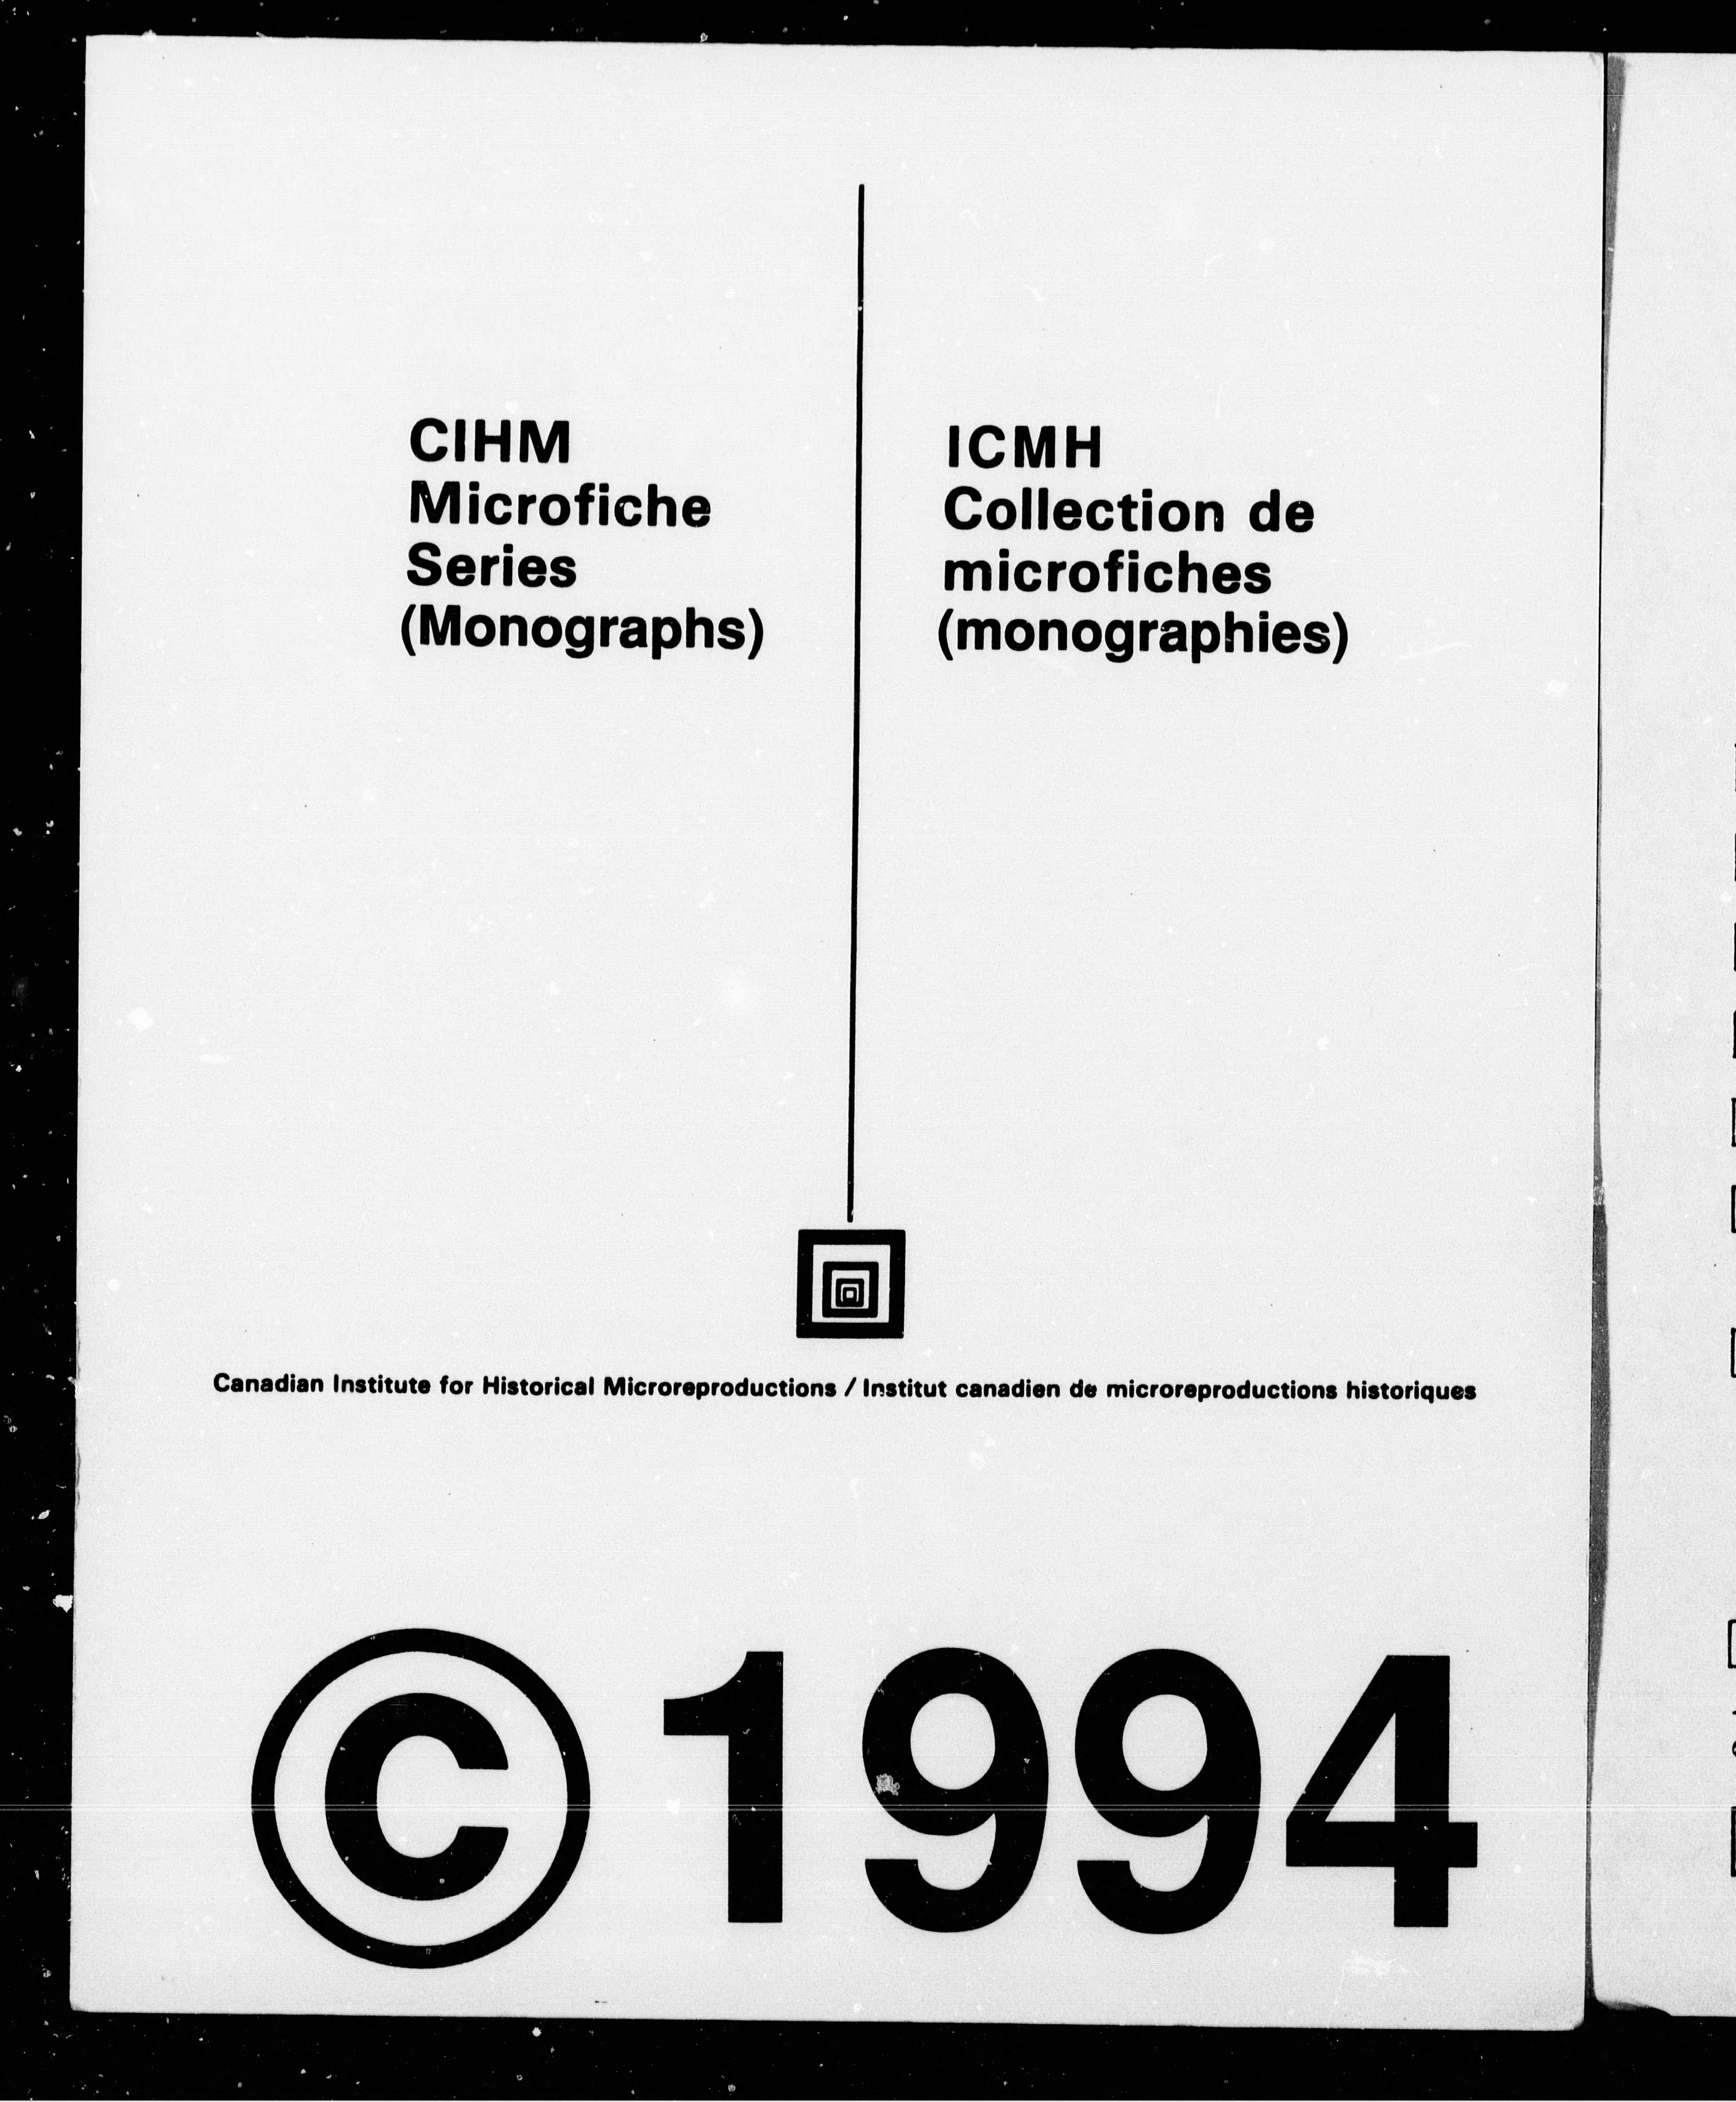 CIHM
Microfiche
Series
(Monographs)
ICMH
Collection de
microfiches
(monographies)
Canadian Institute for Historical Microreproductions / Institut canadien de microreproductions historiques
© 1994